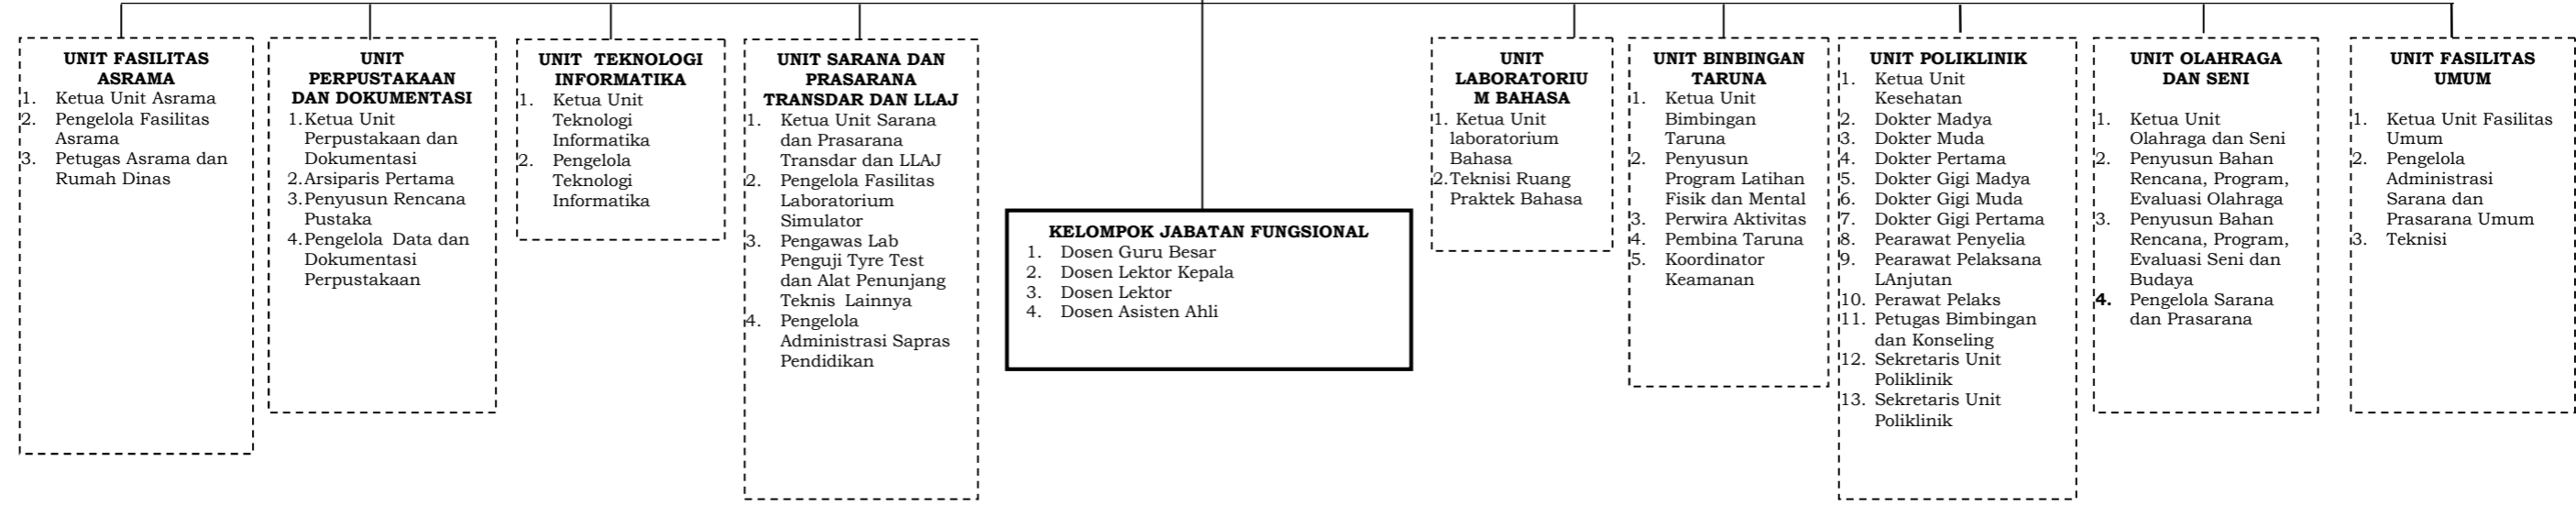 UNIT FASILITAS
ASRAMA
1. Ketua Unit Asrama
2. Pengelola Fasilitas
Asrama
3. Petugas Asrama dan
Rumah Dinas
UNIT
PERPUSTAKAAN
DAN DOKUMENTASI
1. Ketua Unit
Perpustakaan dan
Dokumentasi
2. Arsiparis Pertama
3. Penyusun Rencana
Pustaka
4. Pengelola Data dan
Dokumentasi
Perpustakaan
UNIT TEKNOLOGI
INFORMATIKA
1. Ketua Unit
Teknologi
Informatika
2. Pengelola
Teknologi
Informatika
UNIT SARANA DAN
PRASARANA
TRANSDAR DAN LLAJ
1. Ketua Unit Sarana
dan Prasarana
Transdar dan LLAJ
2. Pengelola Fasilitas
Laboratorium
Simulator
3. Pengawas Lab
Penguji Tyre Test
dan Alat Penunjang
Teknis Lainnya
4. Pengelola
Administrasi Sapras
Pendidikan
KELOMPOK JABATAN FUNGSIONAL
1. Dosen Guru Besar
2. Dosen Lektor Kepala
3. Dosen Lektor
4. Dosen Asisten Ahli
UNIT
LABORATORIU
M BAHASA
1. Ketua Unit
laboratorium
Bahasa
2. Teknisi Ruang
Praktek Bahasa
UNIT BINBINGAN
TARUNA
1. Ketua Unit
Bimbingan
Taruna
2. Penyusun
Program Latihan
Fisik dan Mental
3. Perwira Aktivitas
4. Pembina Taruna
5. Koordinator
Keamanan
UNIT POLIKLINIK
1. Ketua Unit
Kesehatan
2. Dokter Madya
3. Dokter Muda
4. Dokter Pertama
5. Dokter Gigi Madya
6. Dokter Gigi Muda
7. Dokter Gigi Pertama
8. Pearawat Penyelia
9. Pearawat Pelaksana
LAnjutan
10. Perawat Pelaks
11. Petugas Bimbingan
dan Konseling
12. Sekretaris Unit
Poliklinik
13. Sekretaris Unit
Poliklinik
UNIT OLAHRAGA
DAN SENI
1. Ketua Unit
Olahraga dan Seni
2. Penyusun Bahan
Rencana, Program,
Evaluasi Olahraga
3. Penyusun Bahan
Rencana, Program,
Evaluasi Seni dan
Budaya
4. Pengelola Sarana
dan Prasarana
UNIT FASILITAS
UMUM
1. Ketua Unit Fasilitas
Umum
2. Pengelola
Administrasi
Sarana dan
Prasarana Umum
3. Teknisi